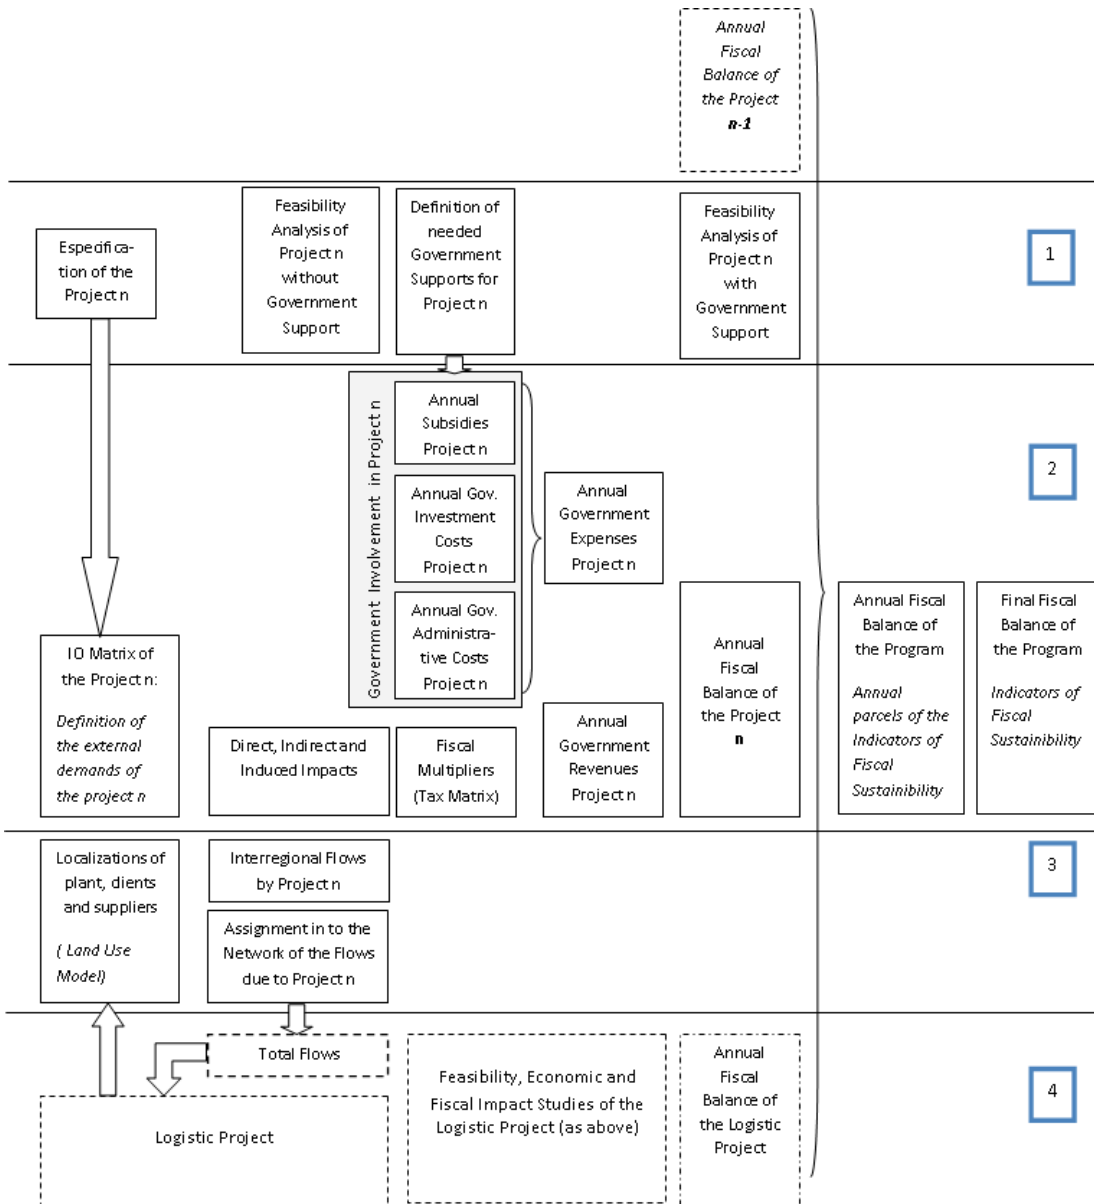 Annual
Fiscal
Balance of
the Project
n-1
Especifica-
tion of the
Project n
Feasibility
Analysis of
Project n
without
Government
Support
Definition of
needed
Government
Supports for
Project n
Feasibility
Analysis of
Project n
with
Government
Support
1
Government Involvement in Project n
Annual
Subsidies
Project n
Annual Gov.
Investment
Costs
Project n
Annual Gov.
Administra-
tive Costs
Project n
Annual
Government
Expenses
Project n
2
IO Matrix of
the Project n:
Definition of
the external
demands of
the project n
Direct, Indirect and
Induced Impacts
Fiscal
Multipliers
(Tax Matrix)
Annual
Government
Revenues
Project n
Annual
Fiscal
Balance of
the Project
n
Annual Fiscal
Balance of
the Program
Annual
parcels of the
Indicators of
Fiscal
Sustainibility
Final Fiscal
Balance of
the Program
Indicators of
Fiscal
Sustainibility
Localizations of
plant, clients
and suppliers
( Land Use
Model)
Interregional Flows
by Project n
Assignment in to the
Network of the Flows
due to Project n
3
Total Flows
Logistic Project
Feasibility, Economic and
Fiscal Impact Studies of the
Logistic Project (as above)
Annual
Fiscal
Balance of
the Logistic
Project
4